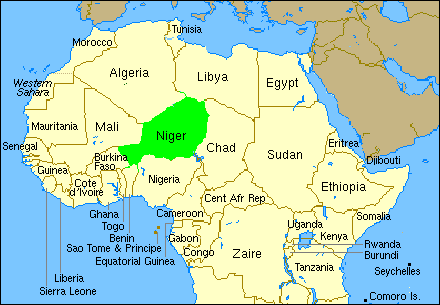 Tunisia
Morocco
Algeria
Libya
Egypt
Western
Sahara
Mauritania
Mali
Niger
Chad
Sudan
Eritrea
Djibouti
Senegal
Guinea
Burkina
Faso
Cote
d'Ivoire
Nigeria
Ethiopia
Cent Afr Rep
Somalia
Ghana
Togo
Benin
Sao Tome & Principe
Equatorial Guinea
Cameroon
Gabon
Congo
Zaire
Uganda
Kenya
Rwanda
Burundi
Tanzania
Seychelles
Liberia
Sierra Leone
Comoro Is.